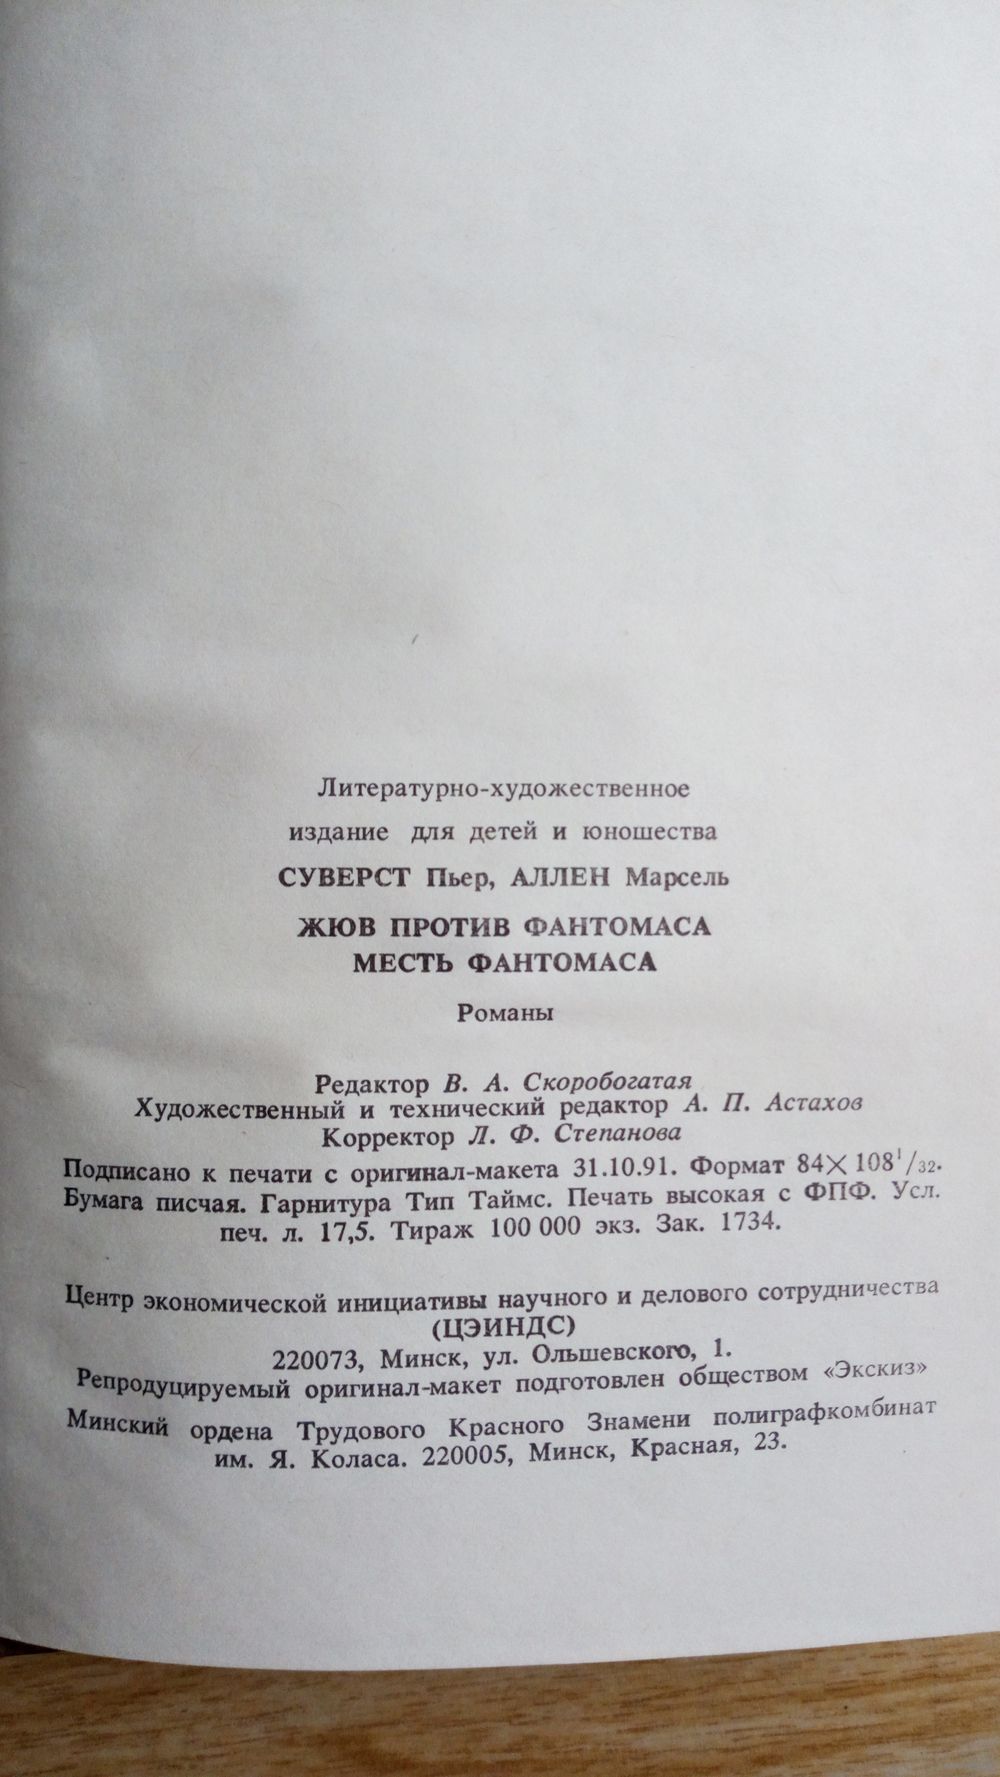 Литературно-художественное
издание для детей и юношества
СУВЕРСТ Пьер, АЛЛЕН Марсель
ЖЮВ ПРОТИВ ФАНТОМАСА
МЕСТЬ ФАНТОМАСА
Романы
Редактор В. А. Скоробогатая
Художественный и технический редактор А. П. Астахов
Корректор Л. Ф. Степанова
Подписано к печати с оригинал-макета 31.10.91. Формат 84×108 1/32.
Бумага писчая. Гарнитура Тип Таймс. Печать высокая с ФПФ. Усл.
печ. л. 17,5. Тираж 100 000 экз. Зак. 1734.
Центр экономической инициативы научного и делового сотрудничества
(ЦЭИНДС)
220073, Минск, ул. Ольшевского, 1.
Репродуцируемый оригинал-макет подготовлен обществом «Экскиз»
Минский ордена Трудового Красного Знамени полиграфкомбинат
им. Я. Коласа. 220005, Минск, Красная, 23.